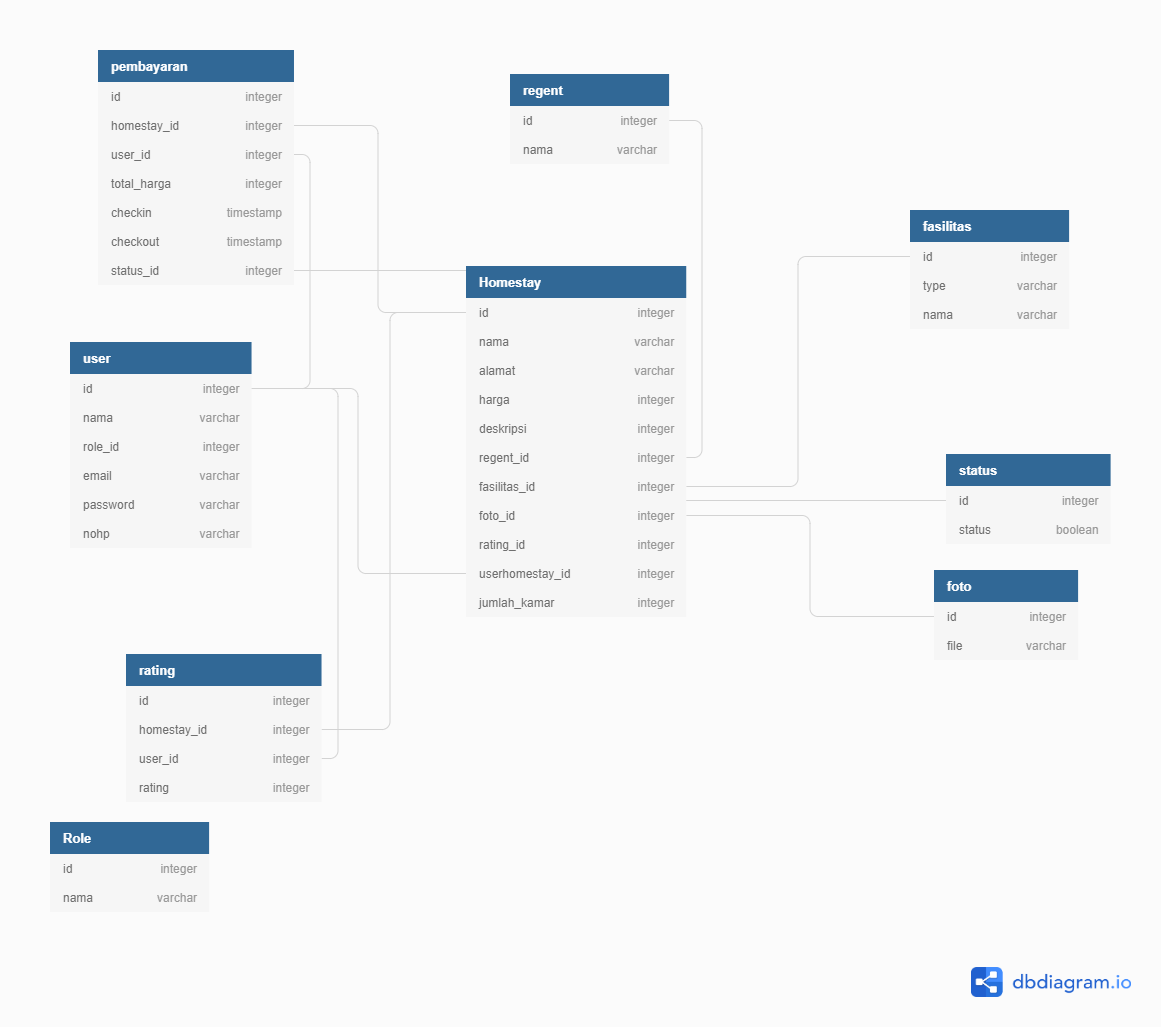 pembayaran
id integer
homestay_id integer
user_id integer
total_harga integer
checkin timestamp
checkout timestamp
status_id integer
regent
id integer
nama varchar
fasilitas
id integer
type varchar
nama varchar
Homestay
id integer
nama varchar
alamat varchar
harga integer
deskripsi integer
regent_id integer
fasilitas_id integer
foto_id integer
rating_id integer
userhomestay_id integer
jumlah_kamar integer
user
id integer
nama varchar
role_id integer
email varchar
password varchar
nohp varchar
status
id integer
status boolean
foto
id integer
file varchar
rating
id integer
homestay_id integer
user_id integer
rating integer
Role
id integer
nama varchar
dbdiagram.io